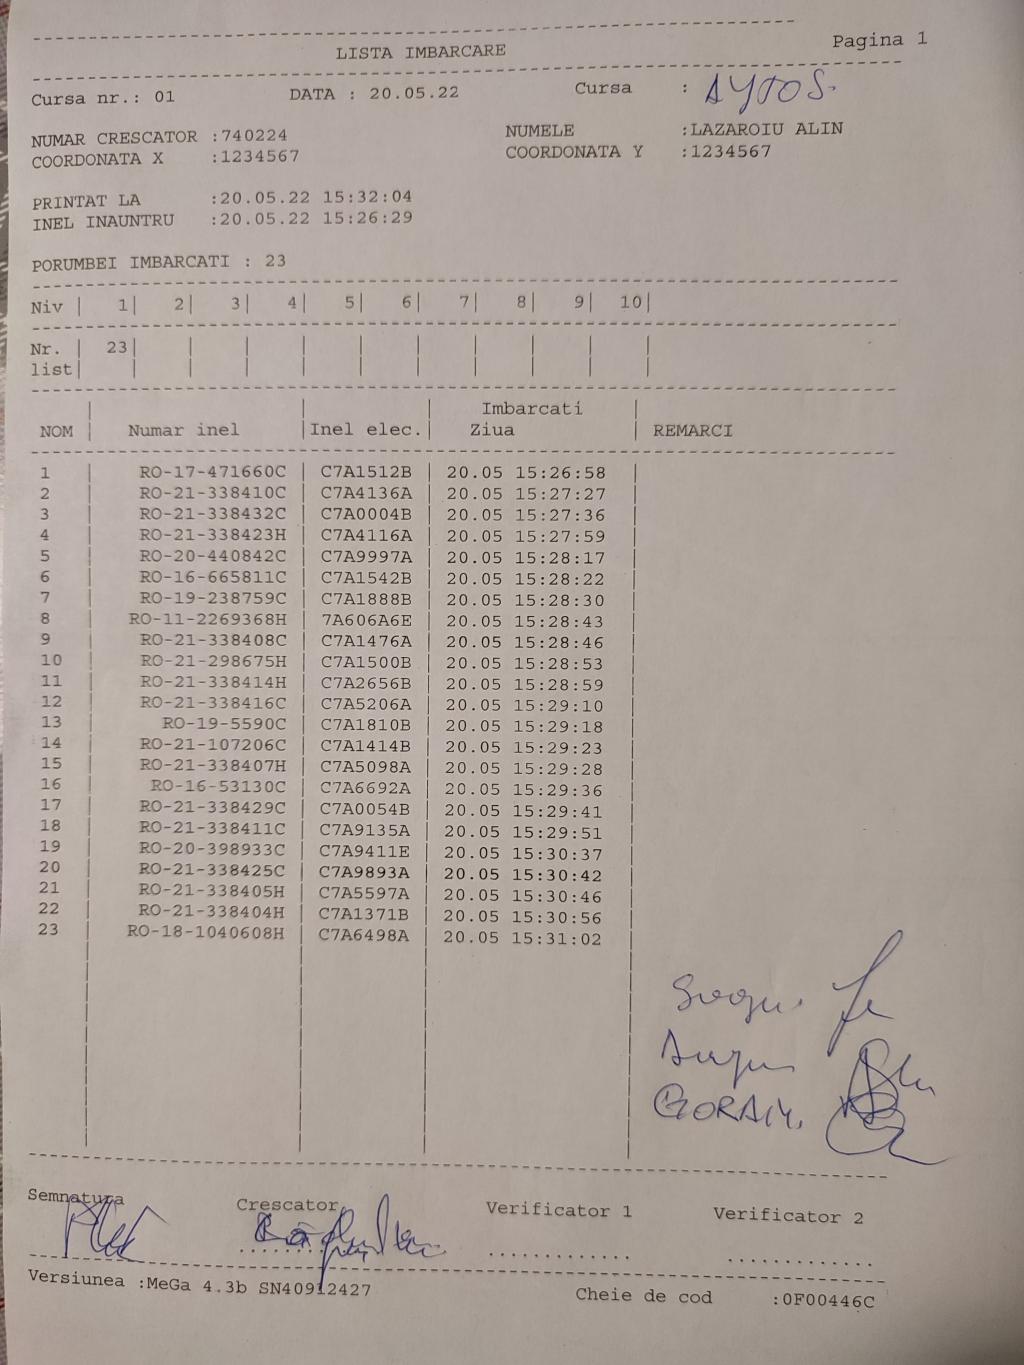 Pagina 1
LISTA IMBARCARE
Cursa nr.: 01 DATA : 20.05.22 Cursa : AYTOS.
NUMAR CRESCATOR :740224 NUMELE :LAZAROIU ALIN
COORDONATA X :1234567 COORDONATA Y :1234567
PRINTAT LA :20.05.22 15:32:04
INEL INAUNTRU :20.05.22 15:26:29
PORUMBEI IMBARCATI : 23
Niv | 1| 2| 3| 4| 5| 6| 7| 8| 9| 10|
Nr. | 23|
list|
Imbarcati
NOM | Numar inel |Inel elec.| Ziua | REMARCI
1 | RO-17-471660C | C7A1512B | 20.05 15:26:58
2 | RO-21-338410C | C7A4136A | 20.05 15:27:27
3 | RO-21-338432C | C7A0004B | 20.05 15:27:36
4 | RO-21-338423H | C7A4116A | 20.05 15:27:59
5 | RO-20-440842C | C7A9997A | 20.05 15:28:17
6 | RO-16-665811C | C7A1542B | 20.05 15:28:22
7 | RO-19-238759C | C7A1888B | 20.05 15:28:30
8 | RO-11-2269368H | 7A606A6E | 20.05 15:28:43
9 | RO-21-338408C | C7A1476A | 20.05 15:28:46
10 | RO-21-298675H | C7A1500B | 20.05 15:28:53
11 | RO-21-338414H | C7A2656B | 20.05 15:28:59
12 | RO-21-338416C | C7A5206A | 20.05 15:29:10
13 | RO-19-5590C | C7A1810B | 20.05 15:29:18
14 | RO-21-107206C | C7A1414B | 20.05 15:29:23
15 | RO-21-338407H | C7A5098A | 20.05 15:29:28
16 | RO-16-53130C | C7A6692A | 20.05 15:29:36
17 | RO-21-338429C | C7A0054B | 20.05 15:29:41
18 | RO-21-338411C | C7A9135A | 20.05 15:29:51
19 | RO-20-398933C | C7A9411E | 20.05 15:30:37
20 | RO-21-338425C | C7A9893A | 20.05 15:30:42
21 | RO-21-338405H | C7A5597A | 20.05 15:30:46
22 | RO-21-338404H | C7A1371B | 20.05 15:30:56
23 | RO-18-1040608H | C7A6498A | 20.05 15:31:02
Semnatura Crescator Verificator 1 Verificator 2
Versiunea :MeGa 4.3b SN40912427 Cheie de cod :0F00446C